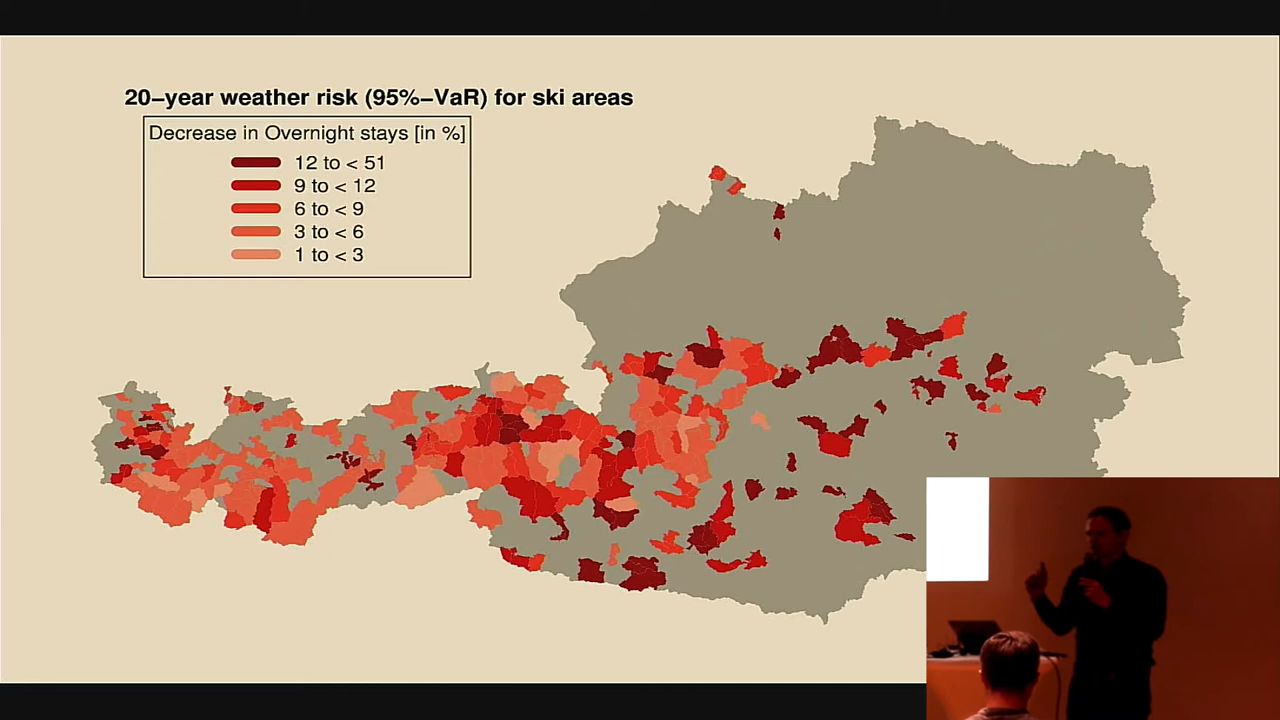 20–year weather risk (95%–VaR) for ski areas
Decrease in Overnight stays [in %]
12 to < 51
9 to < 12
6 to < 9
3 to < 6
1 to < 3